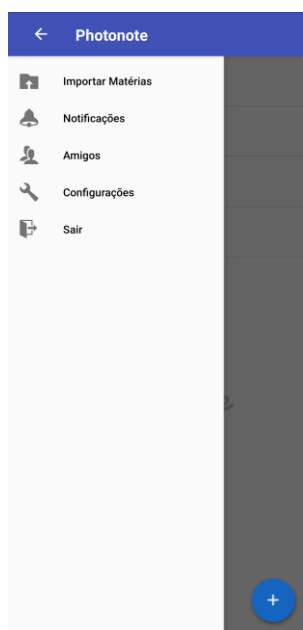 Photonote
Importar Matérias
Notificações
Amigos
Configurações
Sair